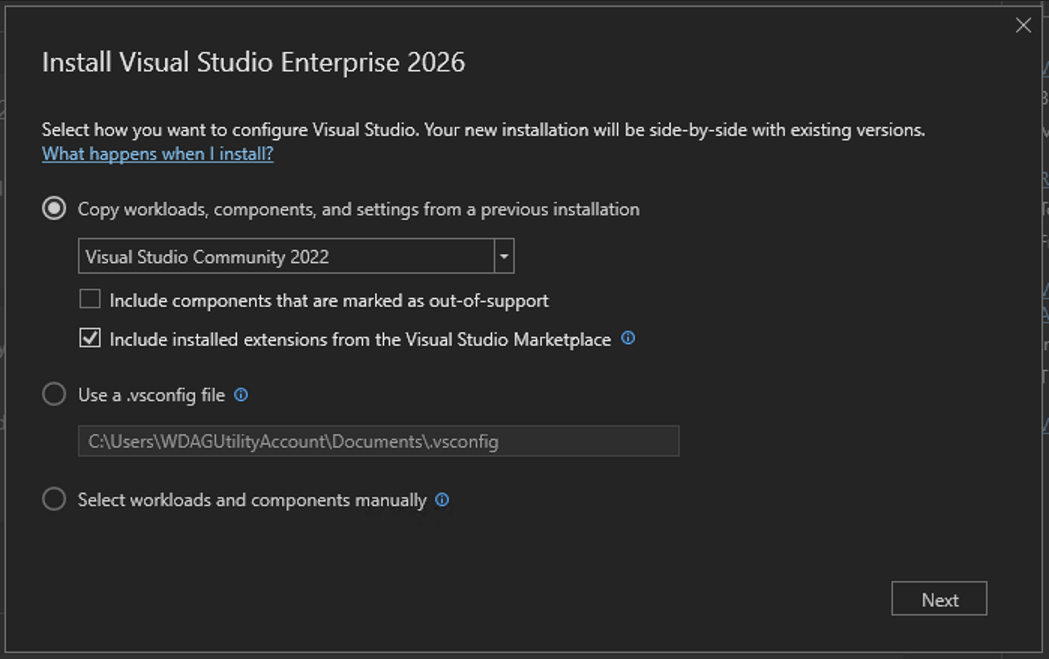 Install Visual Studio Enterprise 2026
Select how you want to configure Visual Studio. Your new installation will be side-by-side with existing versions.
What happens when I install?
Copy workloads, components, and settings from a previous installation
Visual Studio Community 2022
Include components that are marked as out-of-support
Include installed extensions from the Visual Studio Marketplace
Use a .vsconfig file
C:\Users\WDAGUtilityAccount\Documents\.vsconfig
Select workloads and components manually
Next